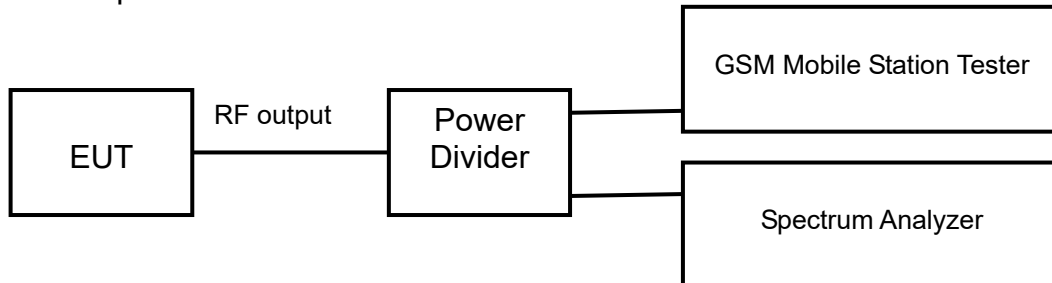 EUT
RF output
Power
Divider
GSM Mobile Station Tester
Spectrum Analyzer